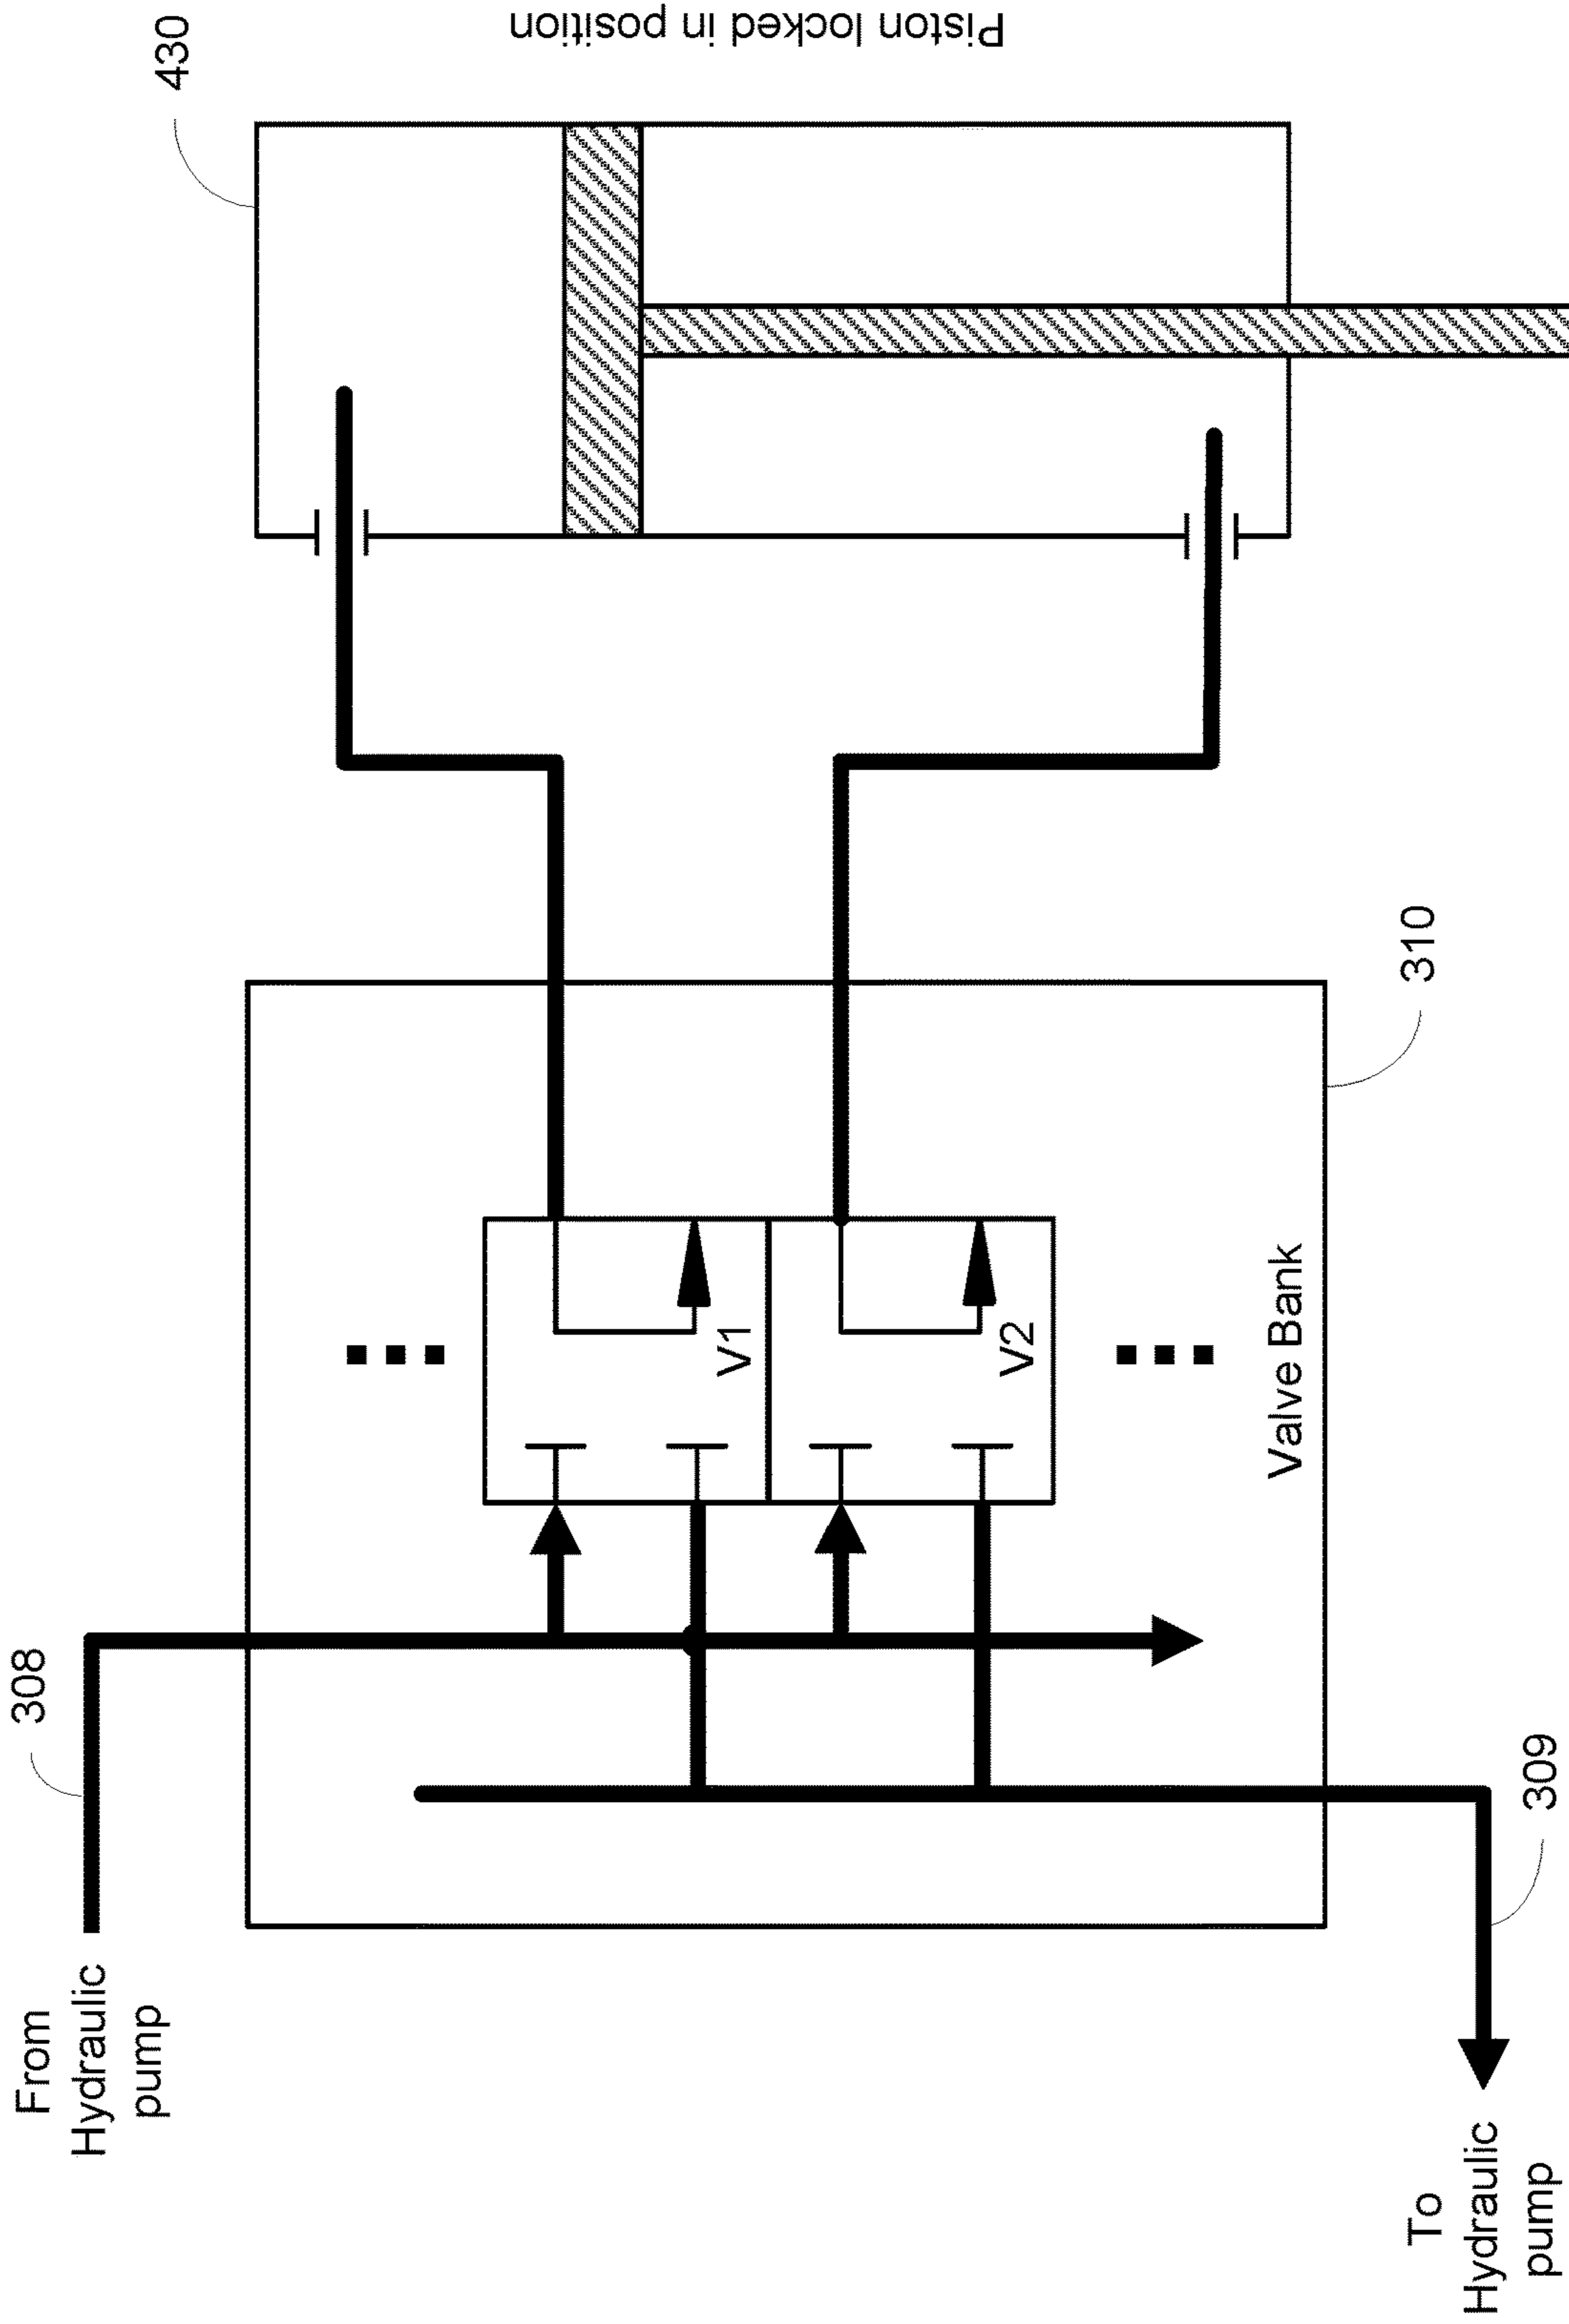 From
Hydraulic
pump
308
430
Piston locked in position
V1
V2
Valve Bank
310
To
Hydraulic
pump
309